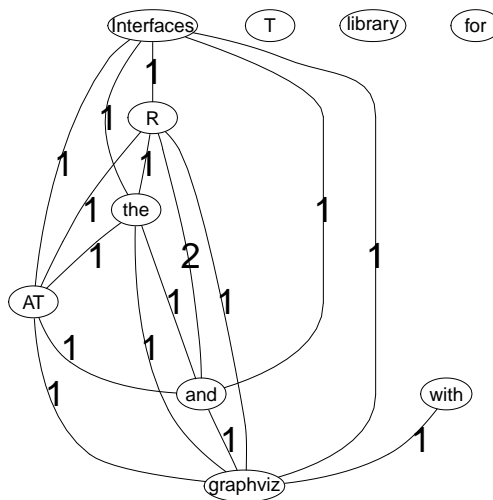 Interfaces T library for
1
R
1 1 1
the
1 1 2 1 1
AT
1 1
1 1
and with
1 1 1
graphviz